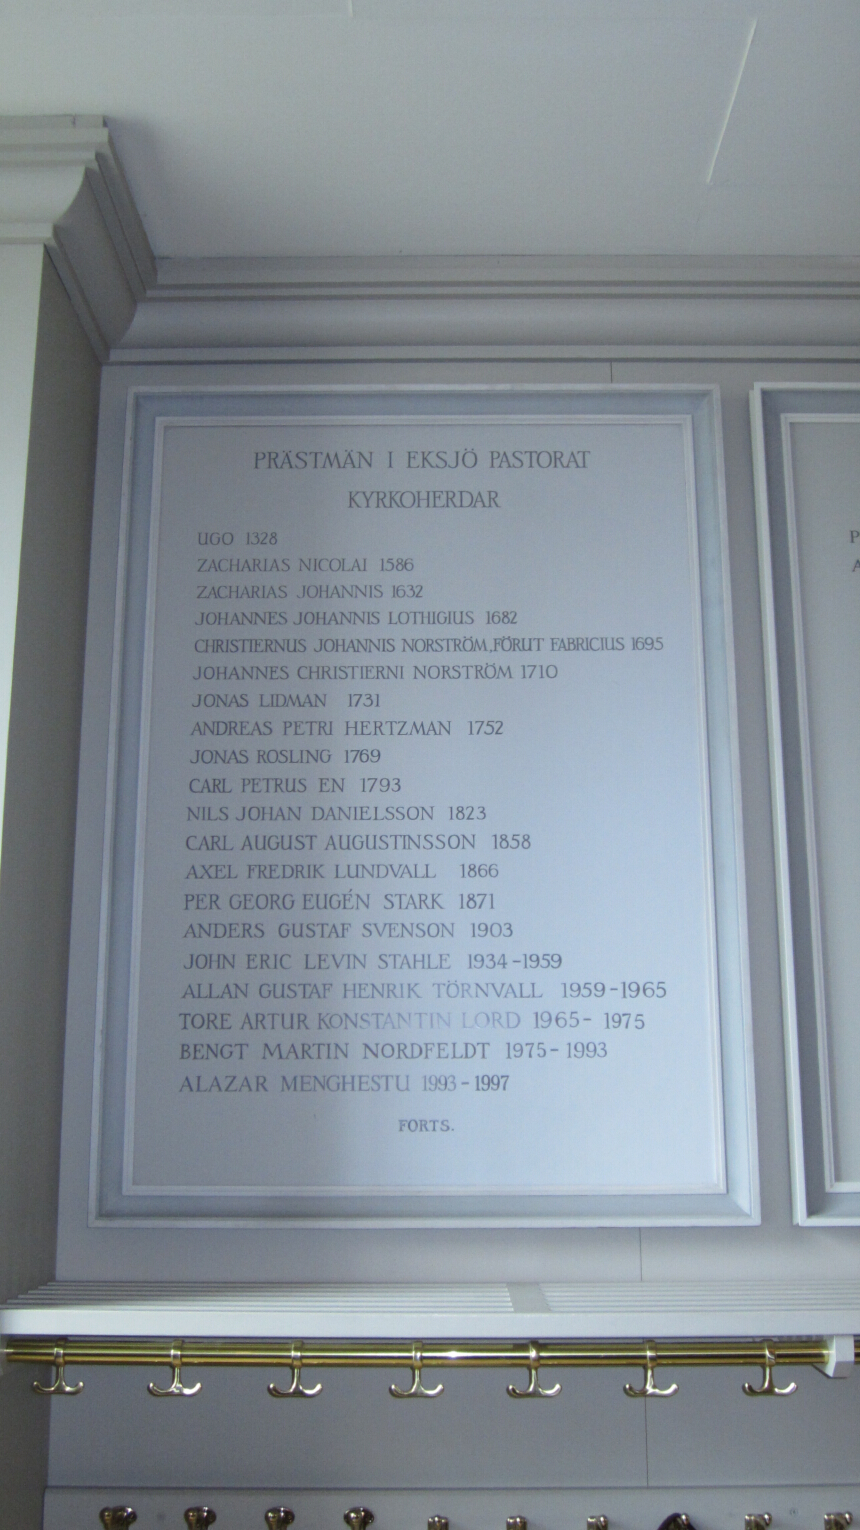 PRÄSTMÄN I EKSJÖ PASTORAT
KYRKOHERDAR
UGO 1328
ZACHARIAS NICOLAI 1586
ZACHARIAS JOHANNIS 1632
JOHANNES JOHANNIS LOTHIGIUS 1682
CHRISTIERNUS JOHANNIS NORSTRÖM, FÖRUT FABRICIUS 1695
JOHANNES CHRISTIERNI NORSTRÖM 1710
JONAS LIDMAN 1731
ANDREAS PETRI HERTZMAN 1752
JONAS ROSLING 1769
CARL PETRUS EN 1793
NILS JOHAN DANIELSSON 1823
CARL AUGUST AUGUSTINSSON 1858
AXEL FREDRIK LUNDVALL 1866
PER GEORG EUGÉN STARK 1871
ANDERS GUSTAF SVENSON 1903
JOHN ERIC LEVIN STAHLE 1934-1959
ALLAN GUSTAF HENRIK TÖRNVALL 1959-1965
TORE ARTUR KONSTANTIN LORD 1965- 1975
BENGT MARTIN NORDFELDT 1975-1993
ALAZAR MENGHESTU 1993-1997
FORTS.